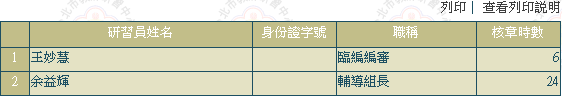 列印｜ 查看列印說明
研習員姓名 身份證字號 職稱 核章時數
1 王妙慧 臨編編審 6
2 余益輝 輔導組長 24